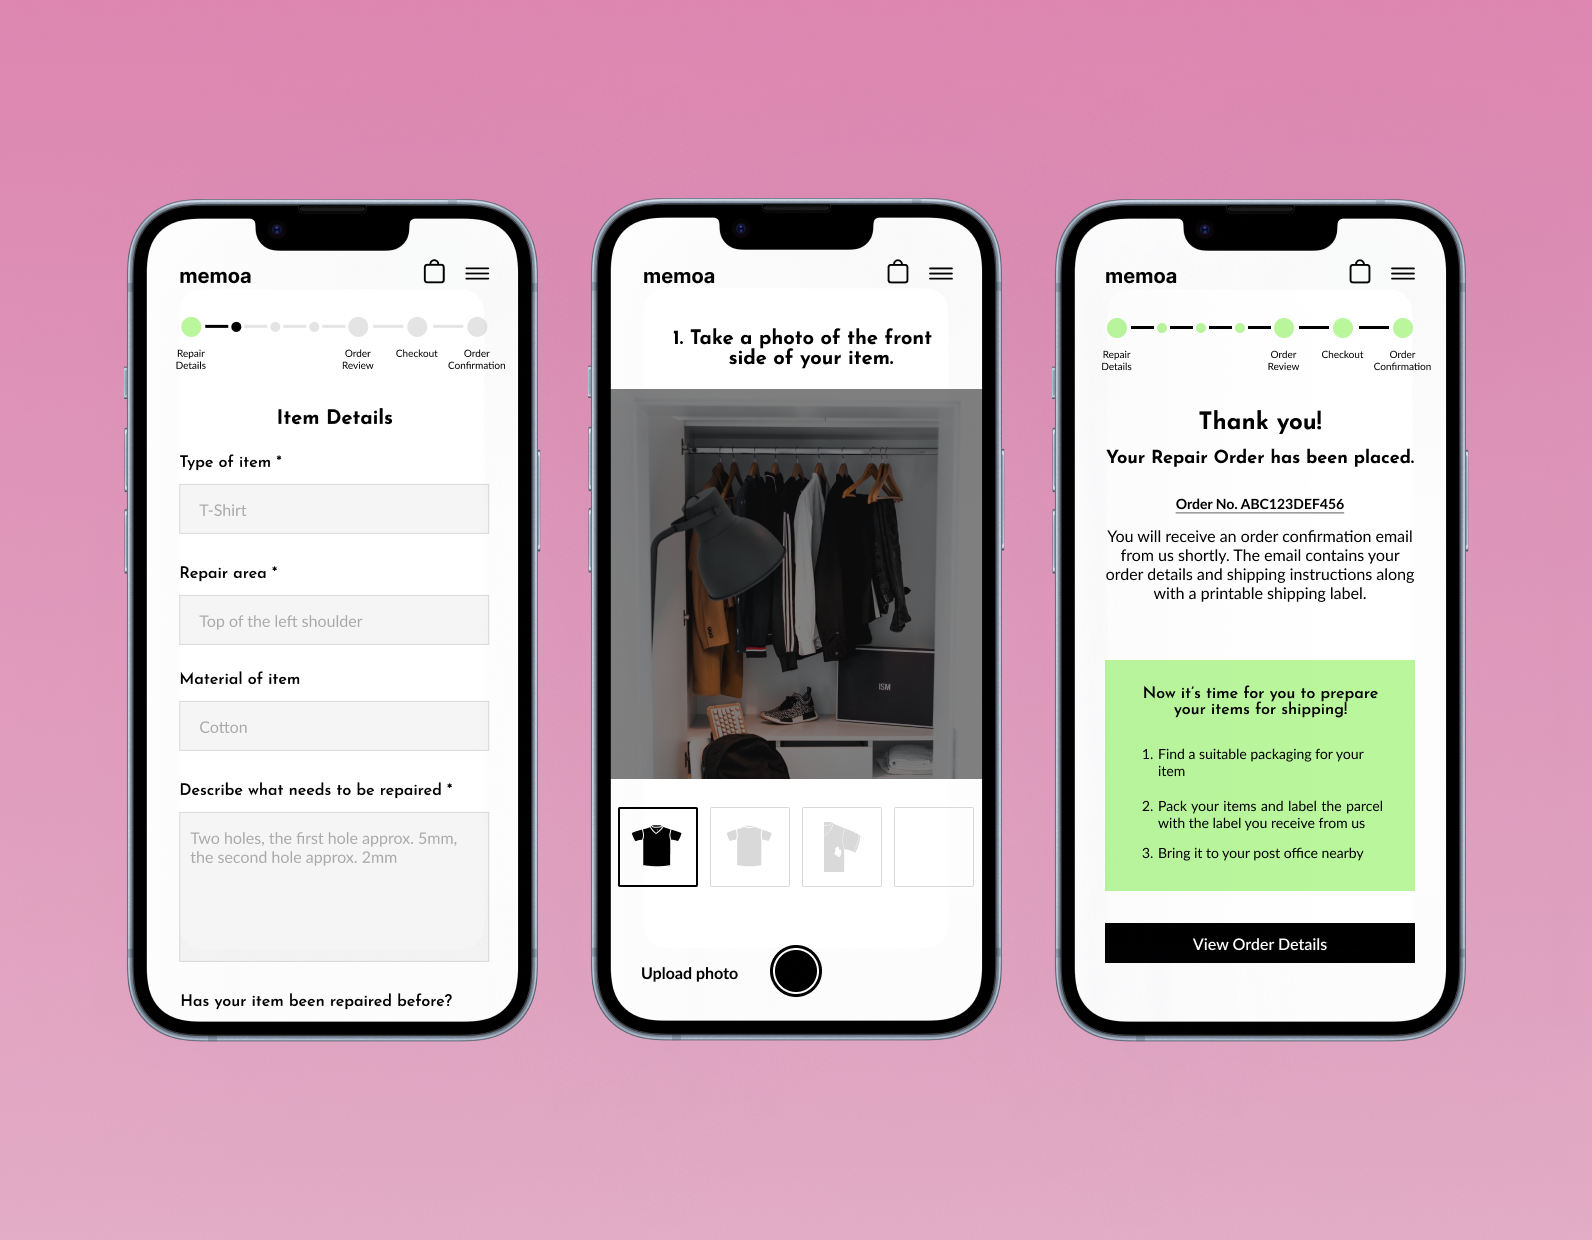 memoa
Repair
Details
Order
Review
Checkout
Order
Confirmation
Item Details
Type of item *
T-Shirt
Repair area *
Top of the left shoulder
Material of item
Cotton
Describe what needs to be repaired *
Two holes, the first hole approx. 5mm,
the second hole approx. 2mm
Has your item been repaired before?
memoa
1. Take a photo of the front
side of your item.
ISM
Upload photo
memoa
Repair
Details
Order
Review
Checkout
Order
Confirmation
Thank you!
Your Repair Order has been placed.
Order No. ABC123DEF456
You will receive an order confirmation email
from us shortly. The email contains your
order details and shipping instructions along
with a printable shipping label.
Now it's time for you to prepare
your items for shipping!
1. Find a suitable packaging for your
item
2. Pack your items and label the parcel
with the label you receive from us
3. Bring it to your post office nearby
View Order Details